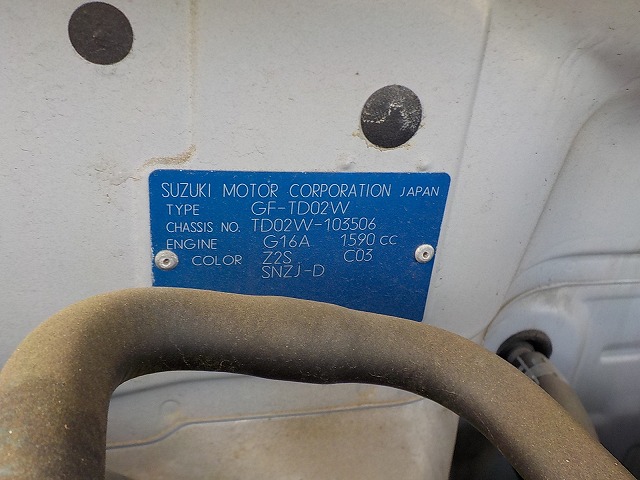 SUZUKI MOTOR CORPORATION JAPAN
TYPE GF-TD02W
CHASSIS NO. TD02W-103506
ENGINE G16A 1590 cc
COLOR Z2S C03
SNZJ-D